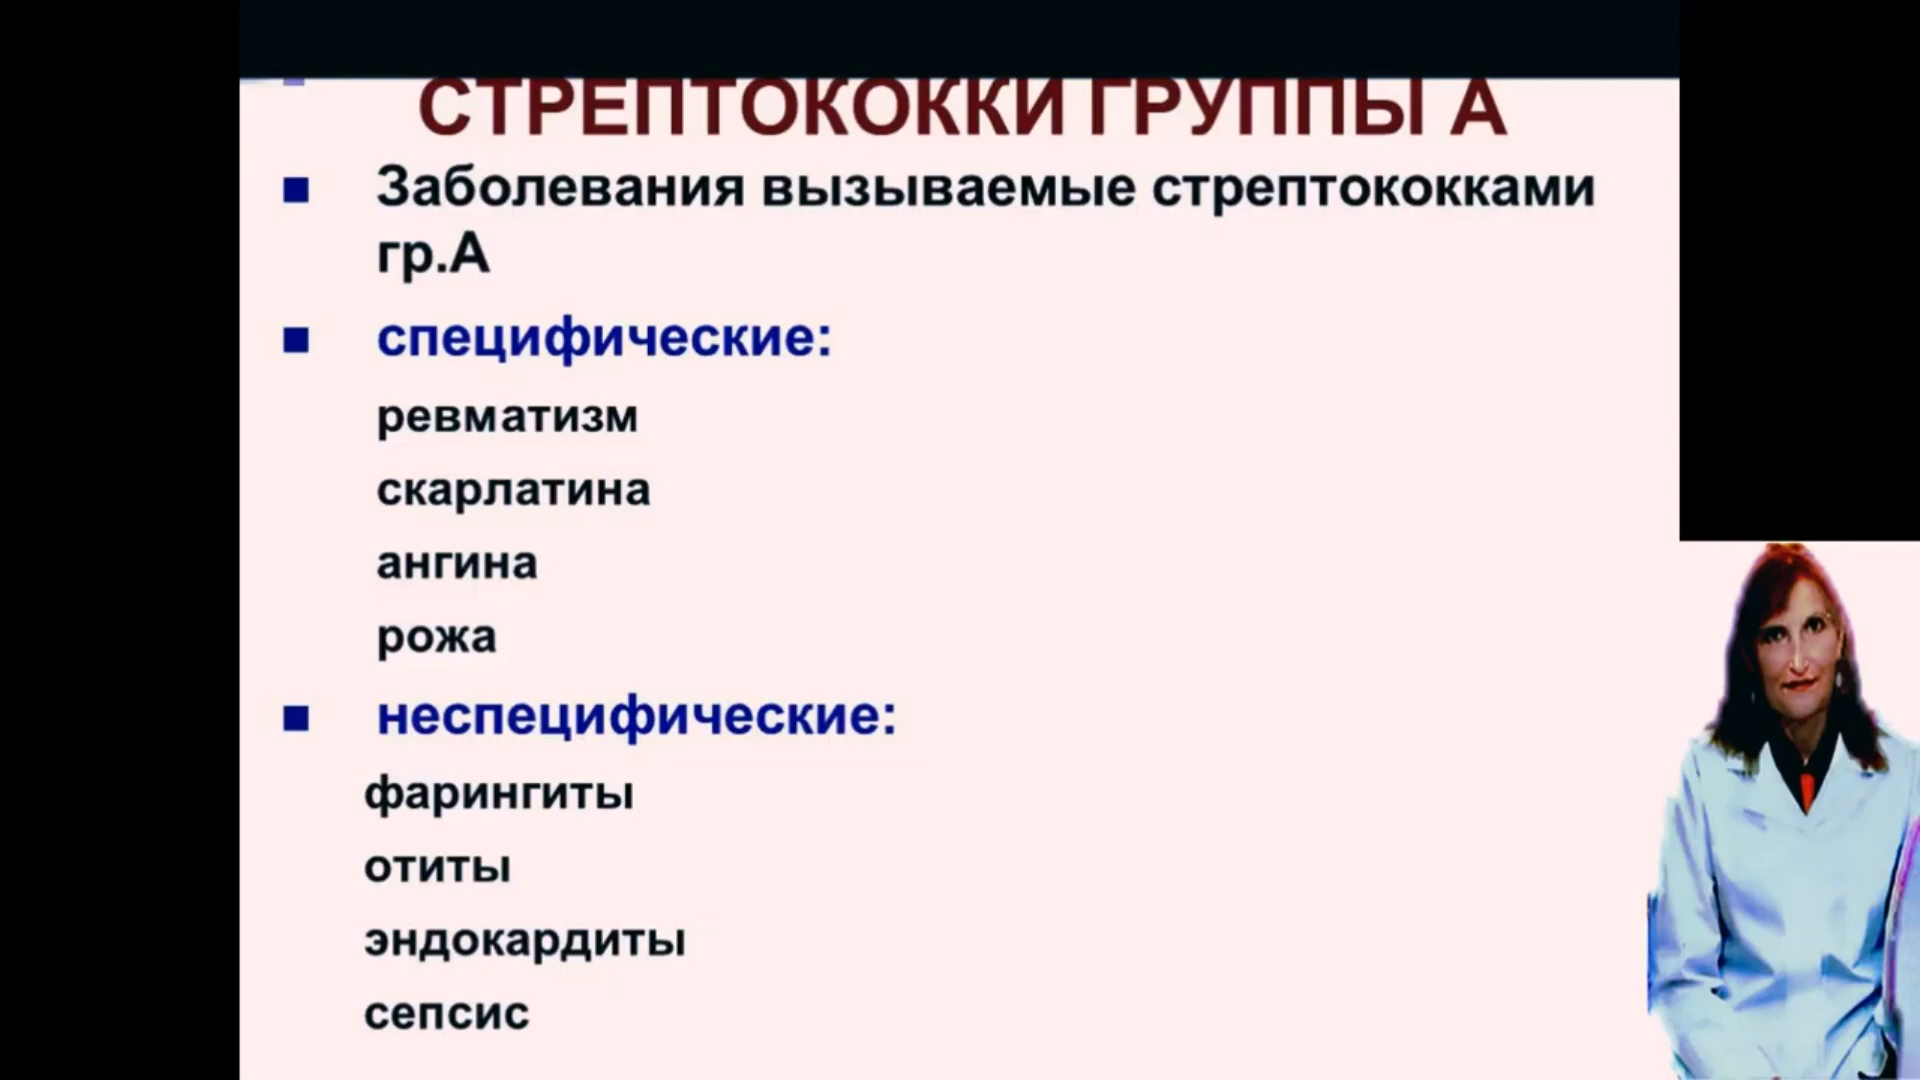 СТРЕПТОКОККИ ГРУППЫ А
Заболевания вызываемые стрептококками
гр.А
специфические:
ревматизм
скарлатина
ангина
рожа
неспецифические:
фарингиты
отиты
эндокардиты
сепсис